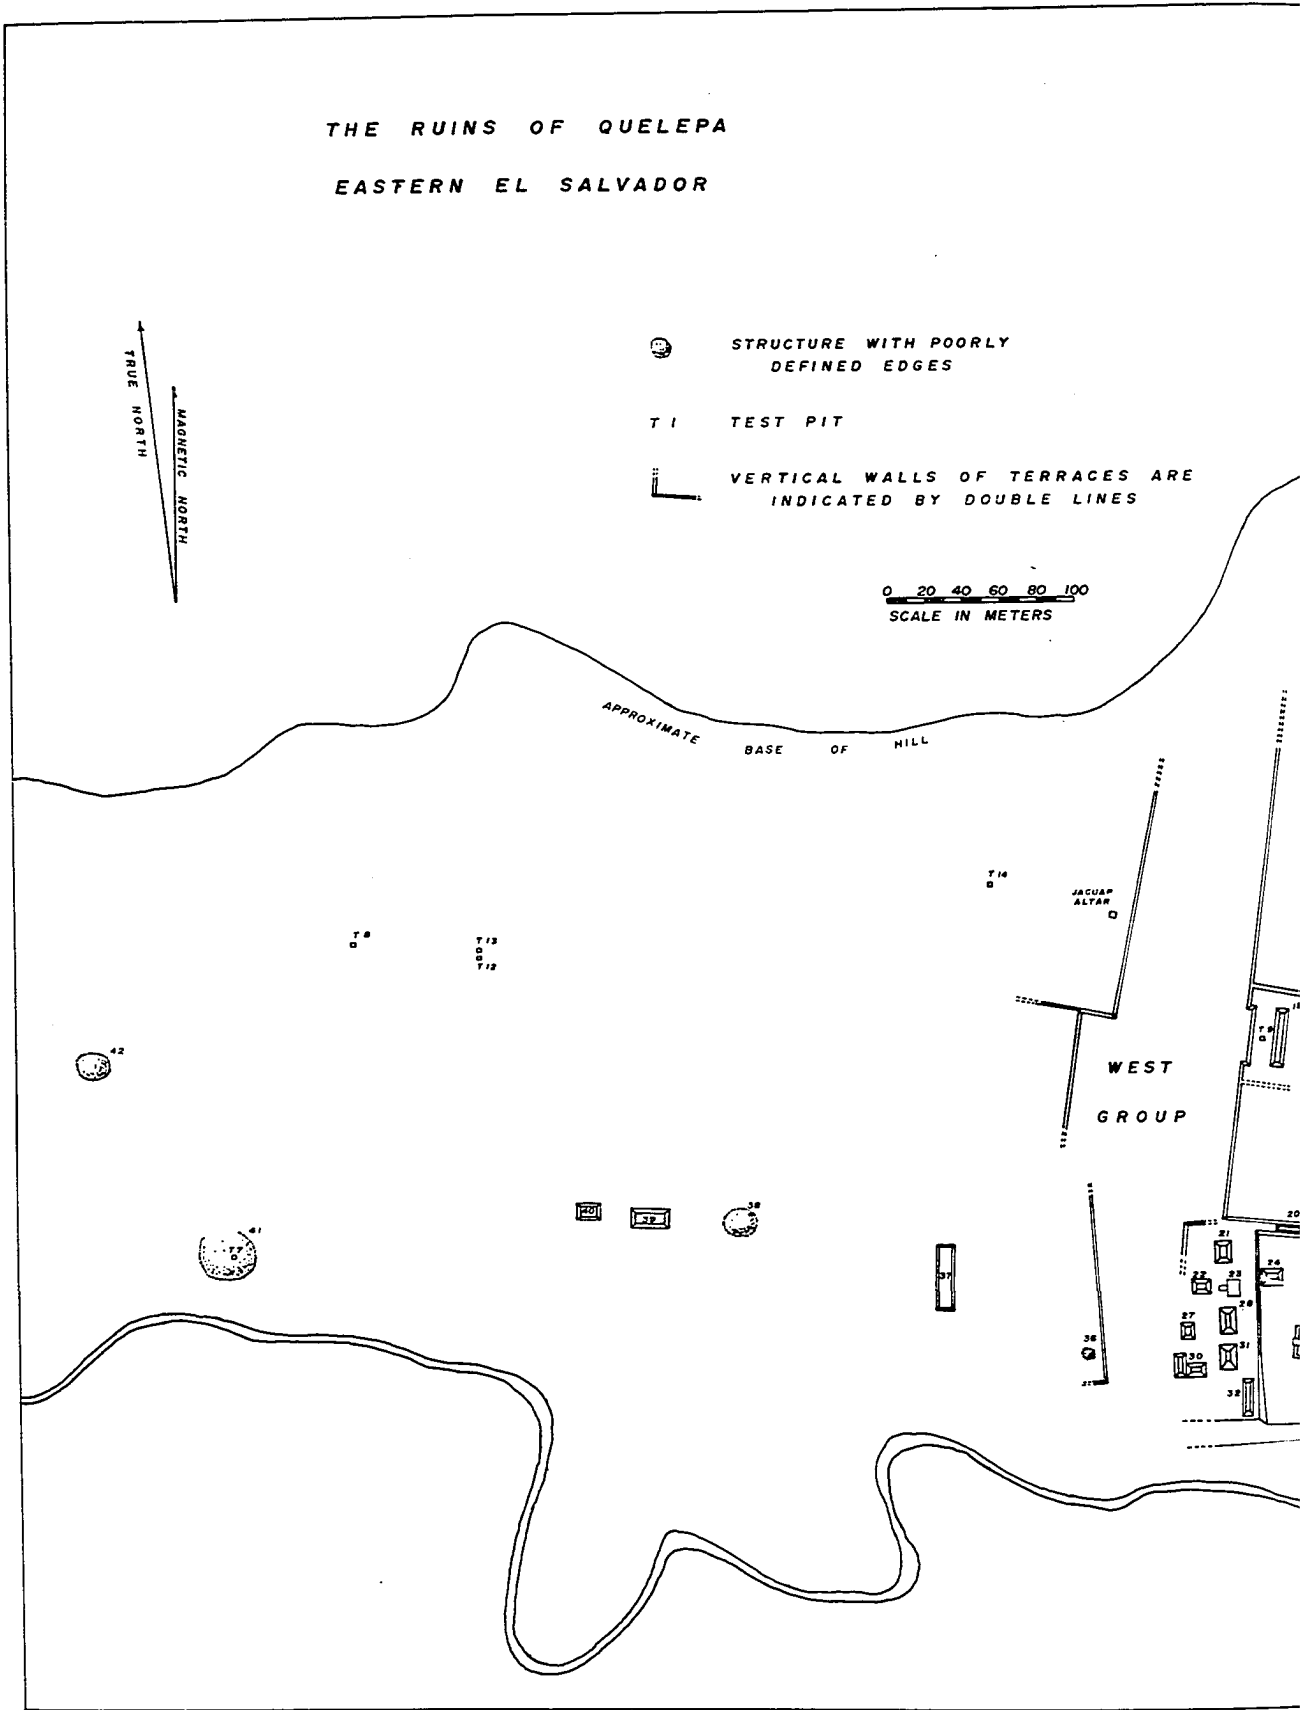 THE RUINS OF QUELEPA
EASTERN EL SALVADOR
TRUE NORTH
MAGNETIC NORTH
STRUCTURE WITH POORLY
DEFINED EDGES
T 1 TEST PIT
VERTICAL WALLS OF TERRACES ARE
INDICATED BY DOUBLE LINES
0 20 40 60 80 100
SCALE IN METERS
APPROXIMATE BASE OF HILL
T 14
JAGUAR
ALTAR
T 8
T 13
T 12
T 9
42
WEST
GROUP
40
39
38
20
41
T 7
21
37
24
22
23
28
27
36
31
30
32